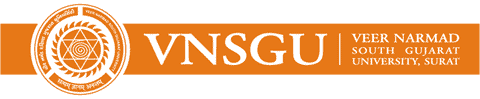 VNSGU
VEER NARMAD
SOUTH GUJARAT
UNIVERSITY, SURAT